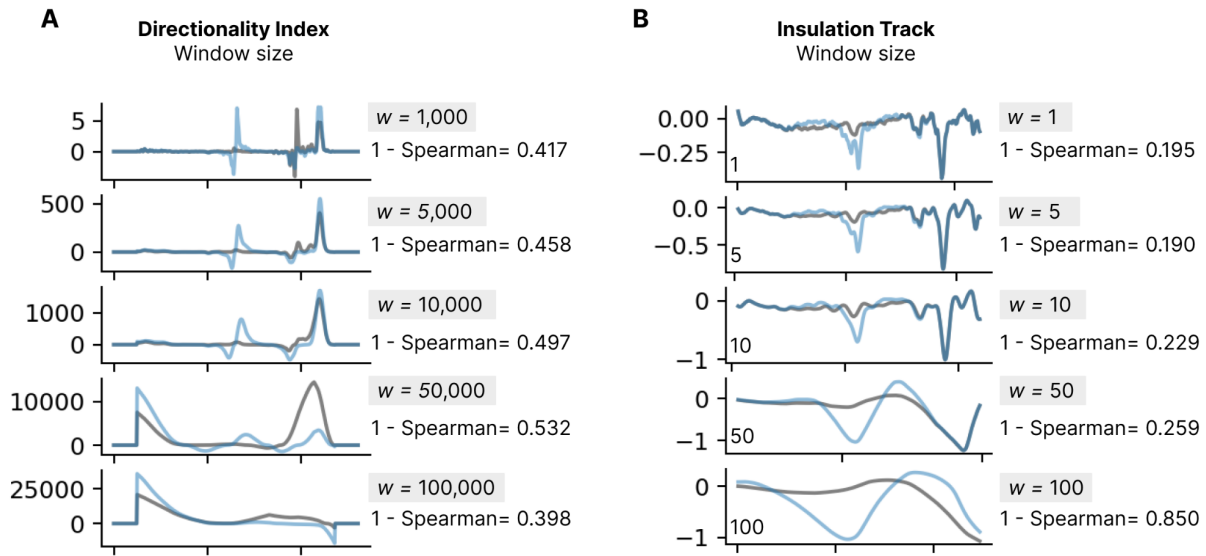 A
Directionality Index
Window size
5
0
w = 1,000
1 - Spearman= 0.417
500
0
w = 5,000
1 - Spearman= 0.458
1000
0
w = 10,000
1 - Spearman= 0.497
10000
0
w = 50,000
1 - Spearman= 0.532
25000
0
w = 100,000
1 - Spearman= 0.398
B
Insulation Track
Window size
0.00
−0.25
1
w = 1
1 - Spearman= 0.195
0.0
−0.5
5
w = 5
1 - Spearman= 0.190
0
−1
10
w = 10
1 - Spearman= 0.229
0
−1
50
w = 50
1 - Spearman= 0.259
0
−1
100
w = 100
1 - Spearman= 0.850